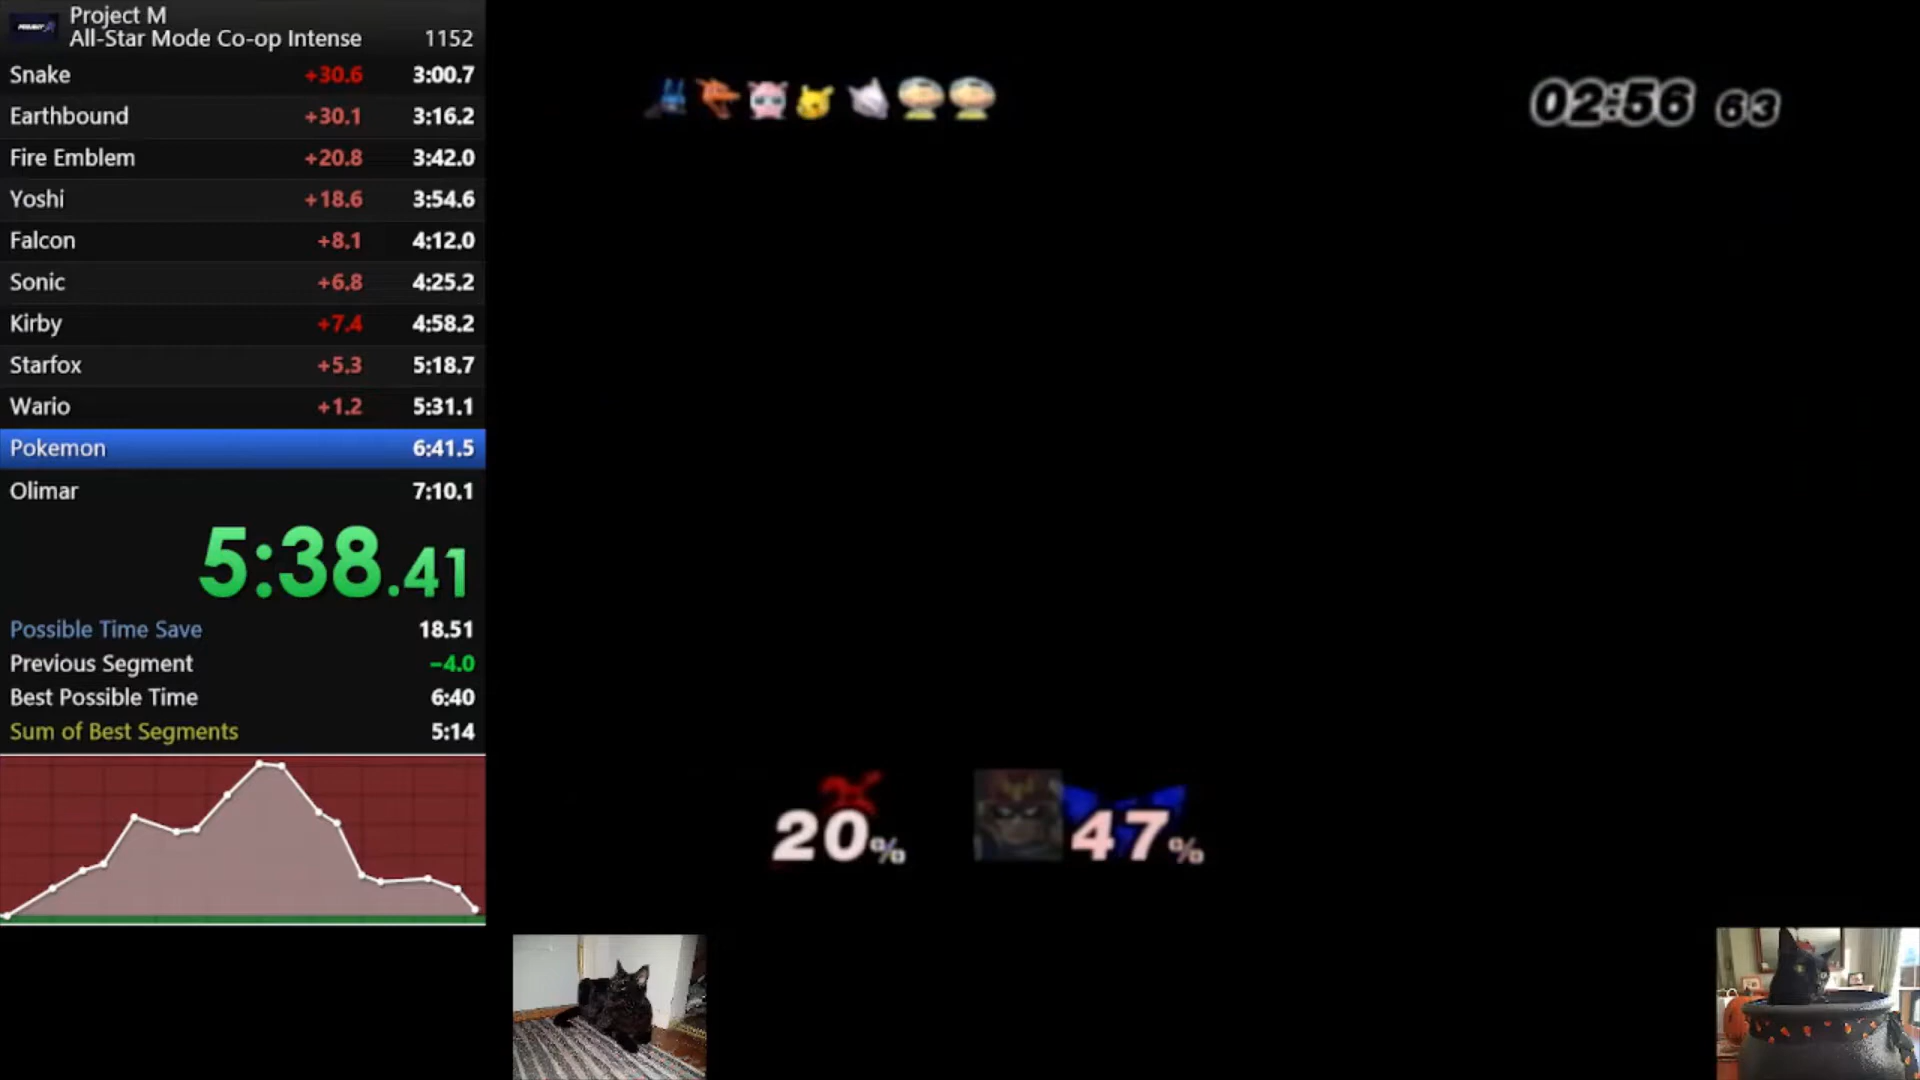 Project M
All-Star Mode Co-op Intense 1152
Snake +30.6 3:00.7
Earthbound +30.1 3:16.2
Fire Emblem +20.8 3:42.0
Yoshi +18.6 3:54.6
Falcon +8.1 4:12.0
Sonic +6.8 4:25.2
Kirby +7.4 4:58.2
Starfox +5.3 5:18.7
Wario +1.2 5:31.1
Pokemon 6:41.5
Olimar 7:10.1
5:38.41
Possible Time Save 18.51
Previous Segment -4.0
Best Possible Time 6:40
Sum of Best Segments 5:14
02:56 63
20%
47%